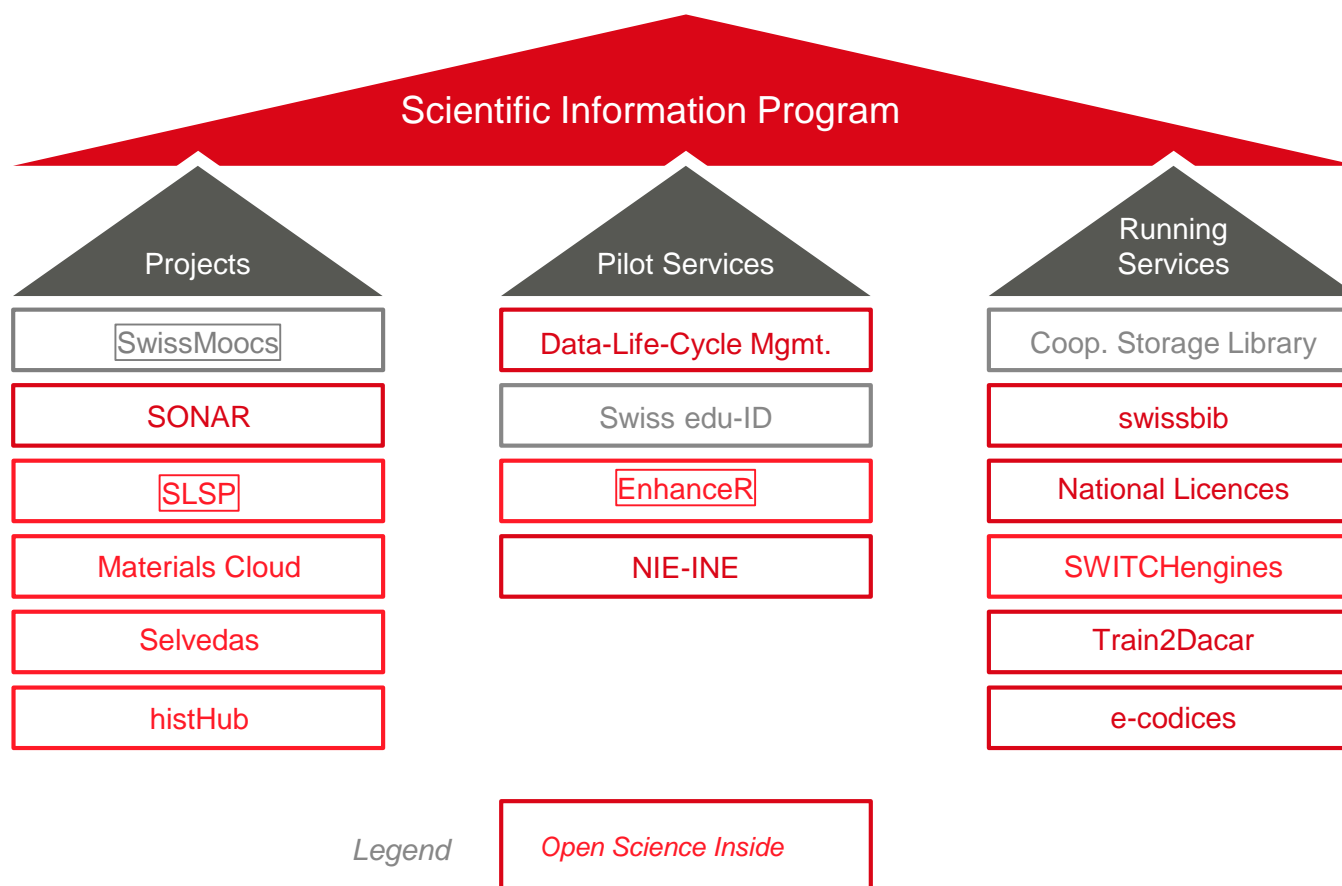 Scientific Information Program
Projects
SwissMoocs
SONAR
SLSP
Materials Cloud
Selvedas
histHub
Pilot Services
Data-Life-Cycle Mgmt.
Swiss edu-ID
EnhanceR
NIE-INE
Running
Services
Coop. Storage Library
swissbib
National Licences
SWITCHengines
Train2Dacar
e-codices
Legend
Open Science Inside